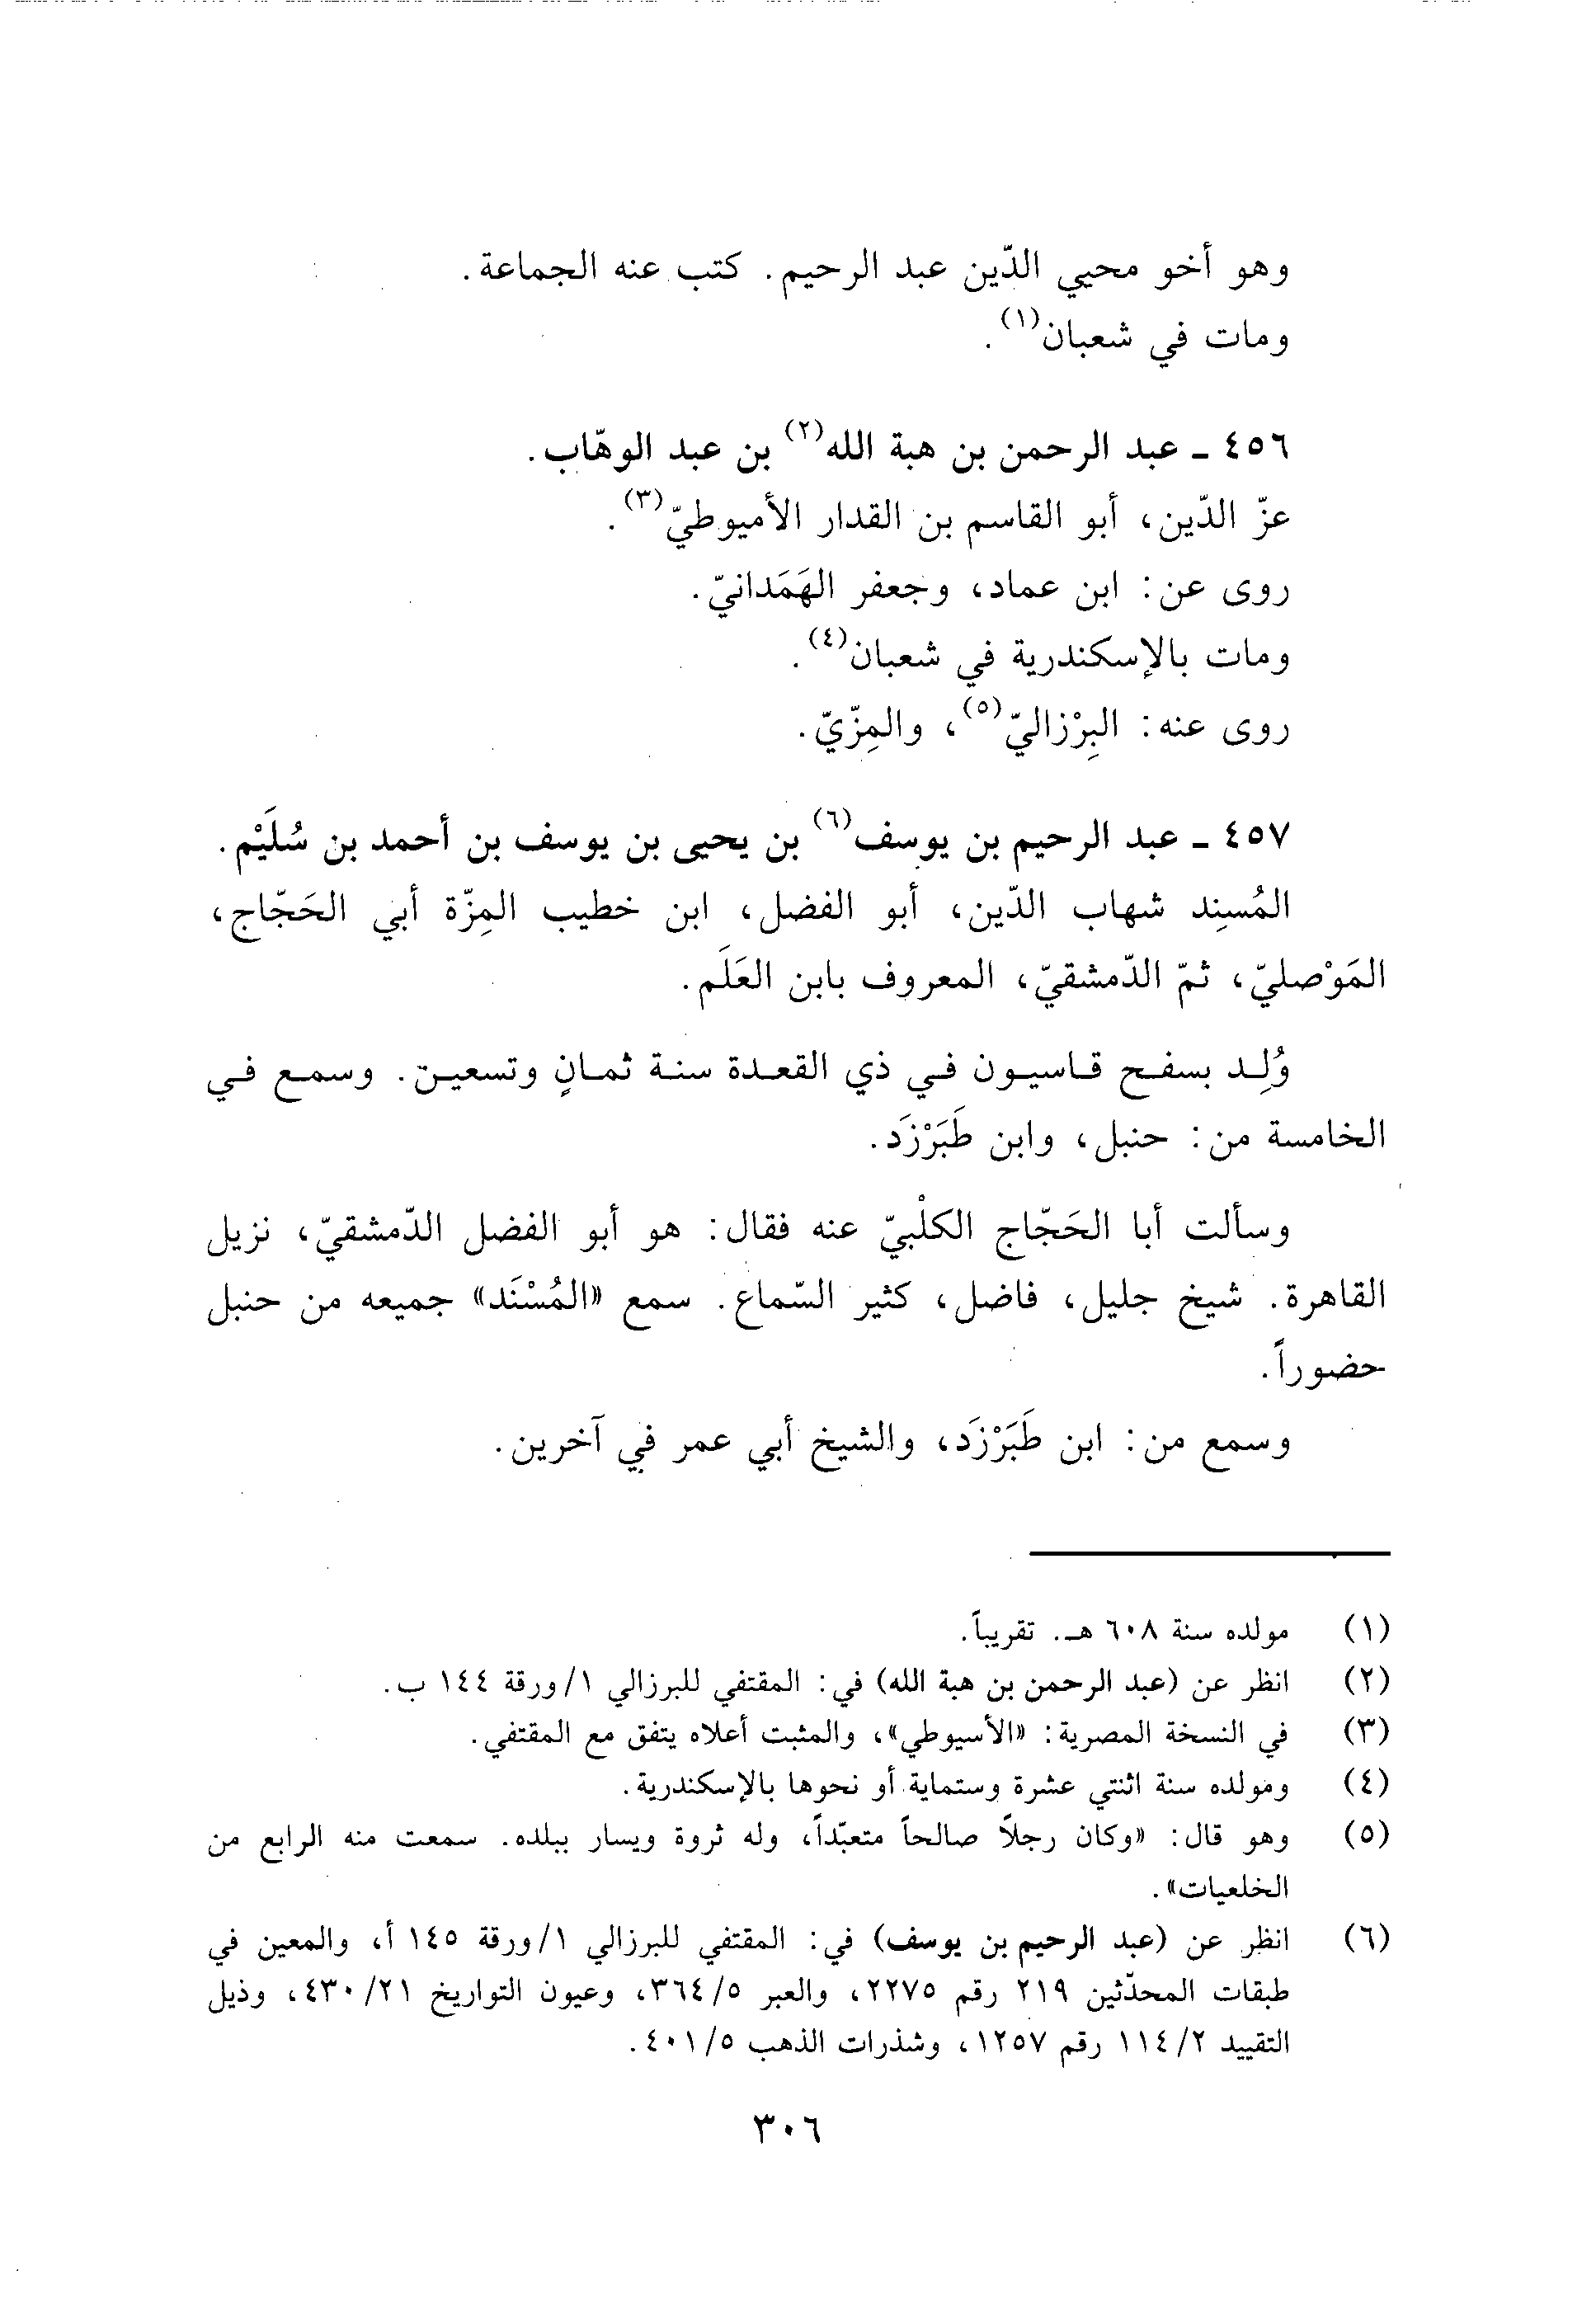 وهو أخو محيي الدّين عبد الرحيم. كتب عنه الجماعة.
ومات في شعبان(١).
٤٥٦ ـ عبد الرحمن بن هبة الله(٢) بن عبد الوهّاب.
عزّ الدّين، أبو القاسم بن القدار الأميوطيّ(٣).
روى عن: ابن عماد، وجعفر الهَمَدانيّ.
ومات بالإسكندرية في شعبان(٤).
روى عنه: البِرْزاليّ(٥)، والمِزّيّ.
٤٥٧ ـ عبد الرحيم بن يوسف(٦) بن يحيى بن يوسف بن أحمد بن سُلَيْم.
المُسنِد شهاب الدّين، أبو الفضل، ابن خطيب المِزّة أبي الحَجّاج،
المَوْصليّ، ثمّ الدّمشقيّ، المعروف بابن العَلَم.
وُلِد بسفح قاسيون في ذي القعدة سنة ثمانٍ وتسعين. وسمع في
الخامسة من: حنبل، وابن طَبَرْزَد.
وسألت أبا الحَجّاج الكلْبيّ عنه فقال: هو أبو الفضل الدّمشقيّ، نزيل
القاهرة. شيخ جليل، فاضل، كثير السّماع. سمع «المُسْنَد» جميعه من حنبل
حضوراً.
وسمع من: ابن طَبَرْزَد، والشيخ أبي عمر في آخرين.
(١) مولده سنة ٦٠٨ هـ. تقريباً.
(٢) انظر عن (عبد الرحمن بن هبة الله) في: المقتفي للبرزالي ١/ورقة ١٤٤ ب.
(٣) في النسخة المصرية: «الأسيوطي»، والمثبت أعلاه يتفق مع المقتفي.
(٤) ومولده سنة اثنتي عشرة وستماية أو نحوها بالإسكندرية.
(٥) وهو قال: «وكان رجلاً صالحاً متعبّداً، وله ثروة ويسار ببلده. سمعت منه الرابع من
الخلعيات».
(٦) انظر عن (عبد الرحيم بن يوسف) في: المقتفي للبرزالي ١/ورقة ١٤٥ أ، والمعين في
طبقات المحدّثين ٢١٩ رقم ٢٢٧٥، والعبر ٣٦٤/٥، وعيون التواريخ ٤٣٠/٢١، وذيل
التقييد ١١٤/٢ رقم ١٢٥٧، وشذرات الذهب ٤٠١/٥.
٣٠٦